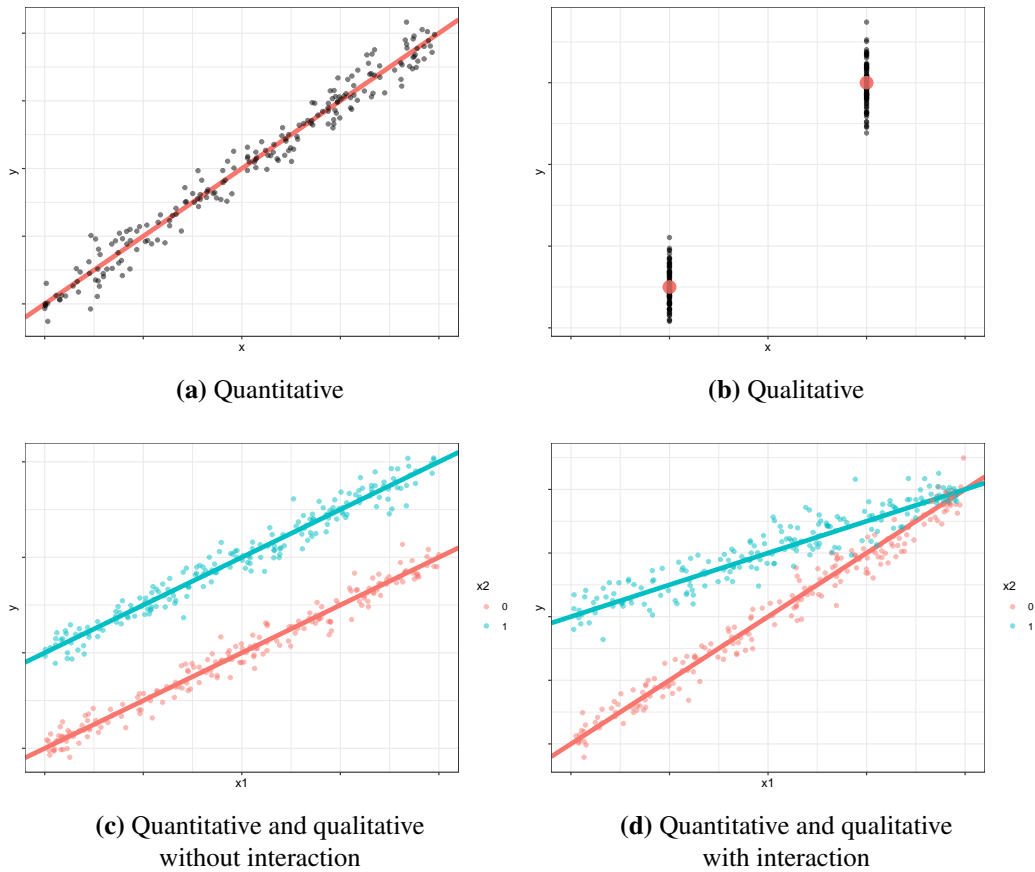 y
x
(a) Quantitative
y
x
(b) Qualitative
y
x1
x2
0
1
(c) Quantitative and qualitative
without interaction
y
x1
x2
0
1
(d) Quantitative and qualitative
with interaction